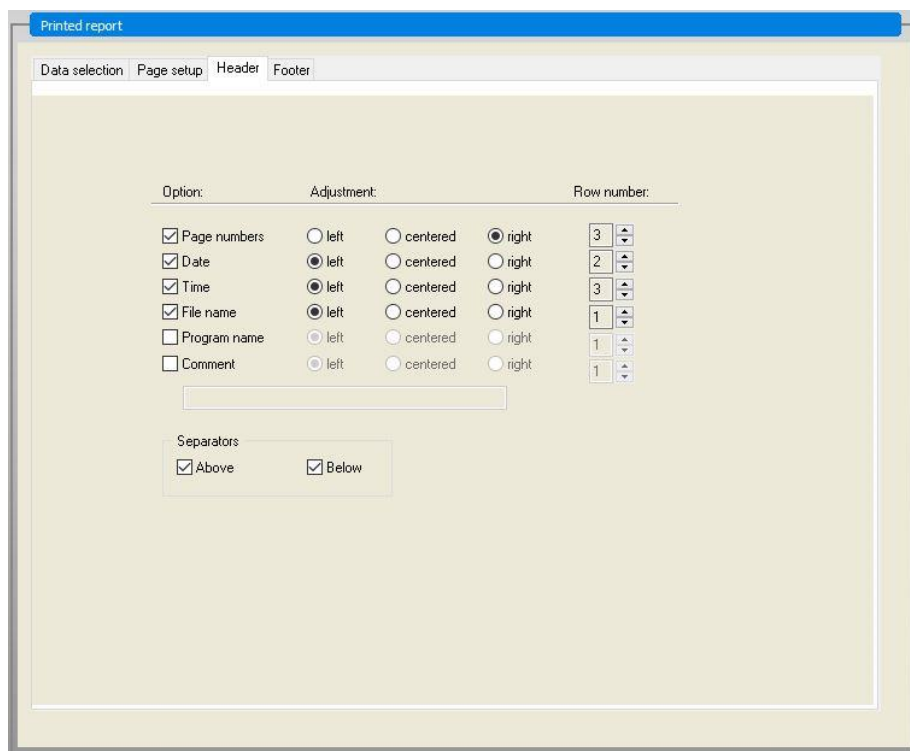 Printed report
Data selection Page setup Header Footer
Option: Adjustment: Row number:
Page numbers left centered right 3
Date left centered right 2
Time left centered right 3
File name left centered right 1
Program name left centered right 1
Comment left centered right 1
Separators
Above Below